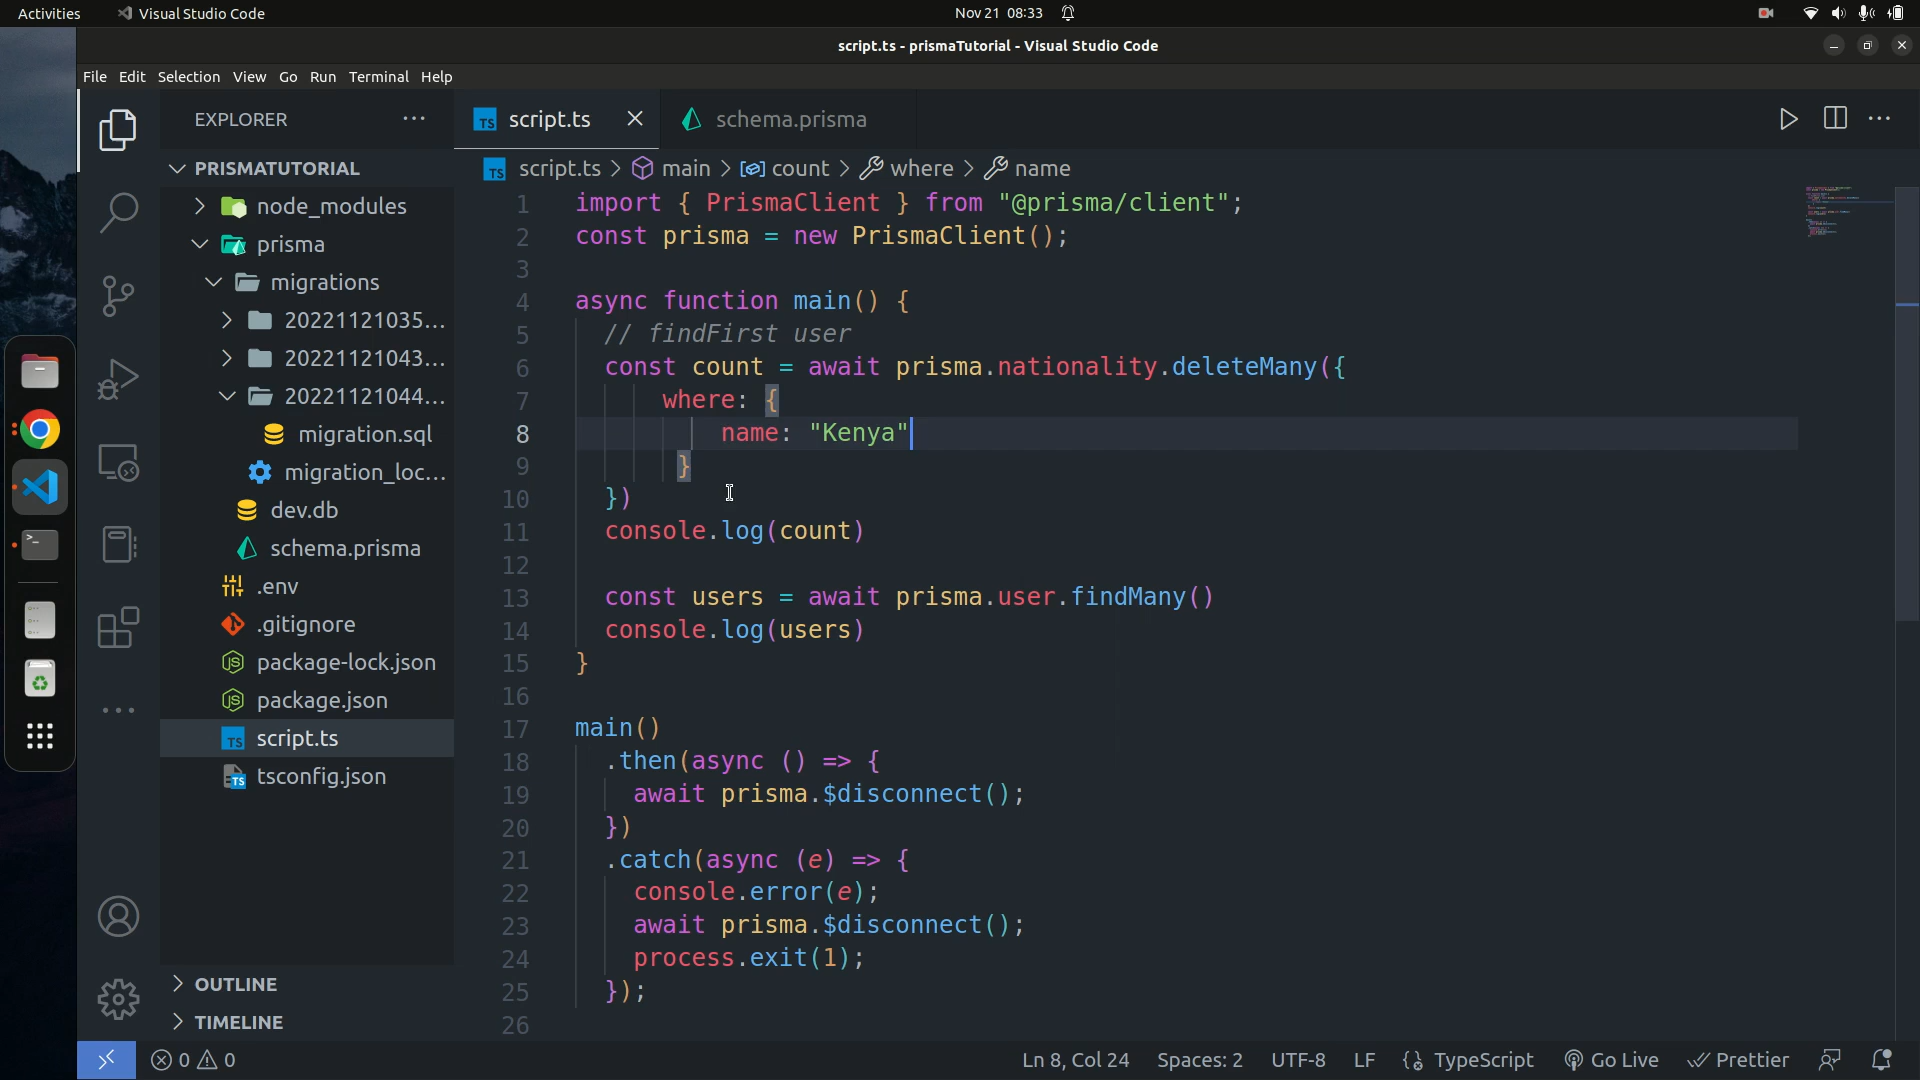 Activities Visual Studio Code Nov 21 08:33
script.ts - prismaTutorial - Visual Studio Code
File Edit Selection View Go Run Terminal Help
EXPLORER ···
PRISMATUTORIAL
node_modules
prisma
migrations
20221121035...
20221121043...
20221121044...
migration.sql
migration_loc...
dev.db
schema.prisma
.env
.gitignore
package-lock.json
package.json
script.ts
tsconfig.json
OUTLINE
TIMELINE
TS script.ts schema.prisma
TS script.ts > main > count > where > name
1 import { PrismaClient } from "@prisma/client";
2 const prisma = new PrismaClient();
3
4 async function main() {
5 // findFirst user
6 const count = await prisma.nationality.deleteMany({
7 where: {
8 name: "Kenya"
9 }
10 })
11 console.log(count)
12
13 const users = await prisma.user.findMany()
14 console.log(users)
15 }
16
17 main()
18 .then(async () => {
19 await prisma.$disconnect();
20 })
21 .catch(async (e) => {
22 console.error(e);
23 await prisma.$disconnect();
24 process.exit(1);
25 });
26
0 0 Ln 8, Col 24 Spaces: 2 UTF-8 LF TypeScript Go Live Prettier